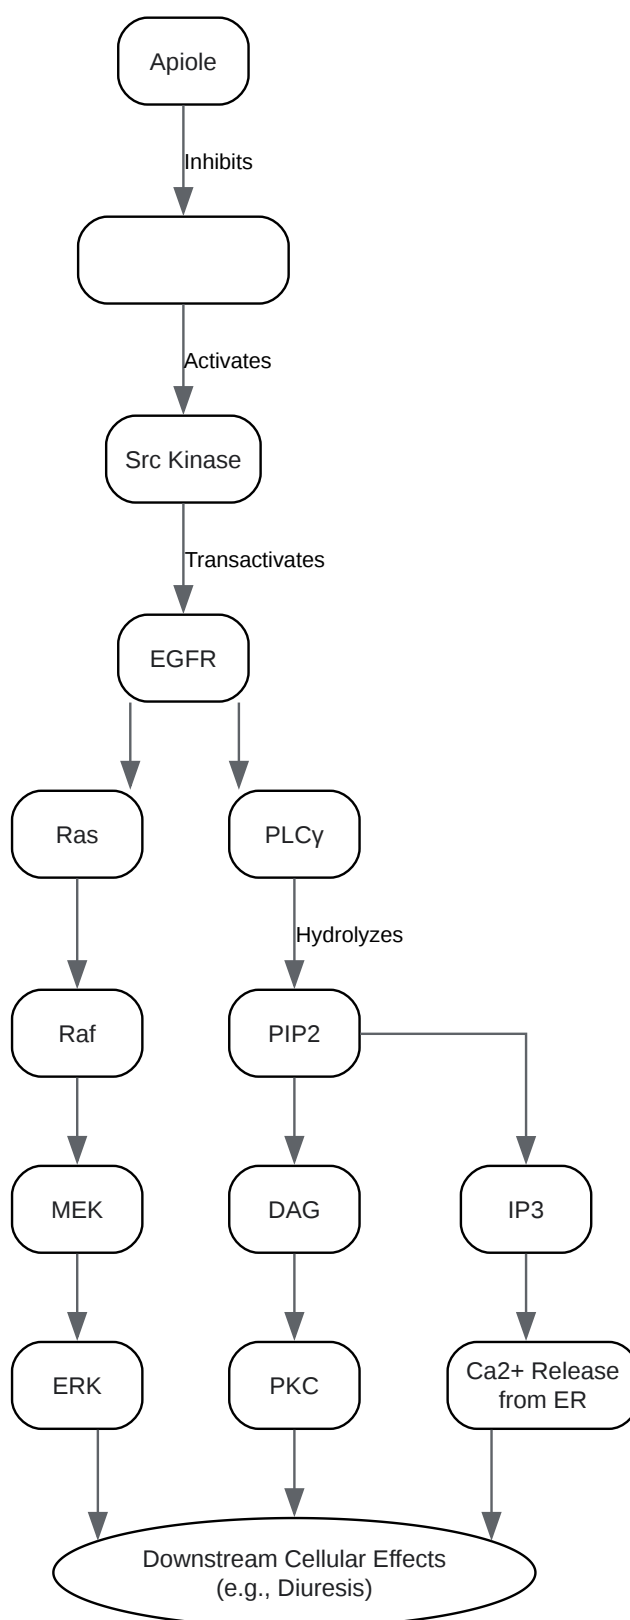 Apiole
Inhibits
Activates
Src Kinase
Transactivates
EGFR
Ras
PLCγ
Hydrolyzes
Raf
PIP2
MEK
DAG
IP3
ERK
PKC
Ca2+ Release
from ER
Downstream Cellular Effects
(e.g., Diuresis)